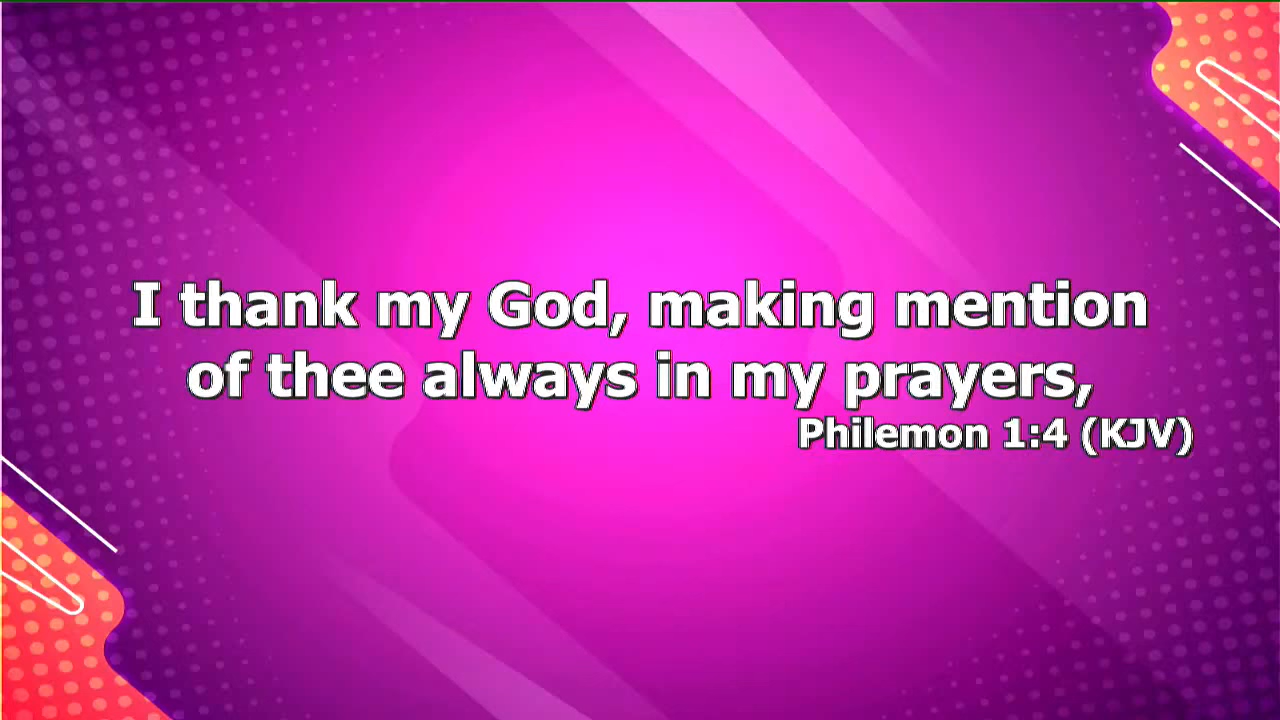 I thank my God, making mention
of thee always in my prayers,
Philemon 1:4 (KJV)